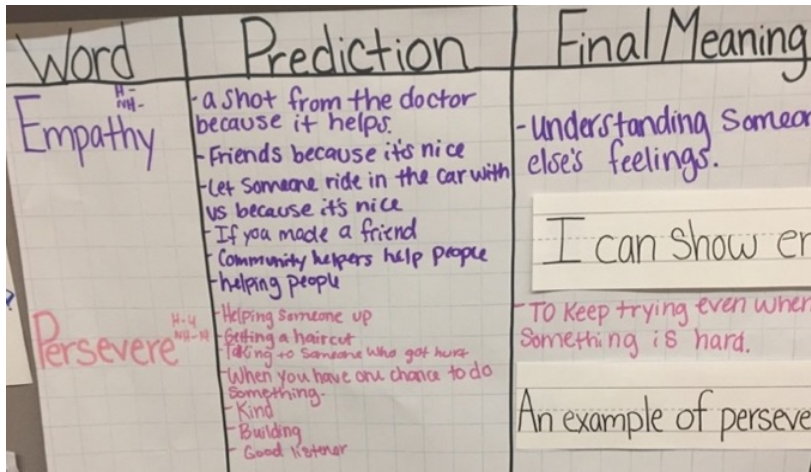 Word
Prediction
Final Meaning
Empathy
H-
NH-
-a shot from the doctor
because it helps.
-Friends because it's nice
-Let someone ride in the car with
us because it's nice
-If you made a friend
-Community helpers help people
-helping people
-Understanding Someon
else's feelings.
I can show em
Persevere
H-4
NH-N
-Helping someone up
-Getting a haircut
-Talking to someone who got hurt
-When you have one chance to do
something.
-Kind
-Building
-Good listener
-To keep trying even when
something is hard.
An example of perseve